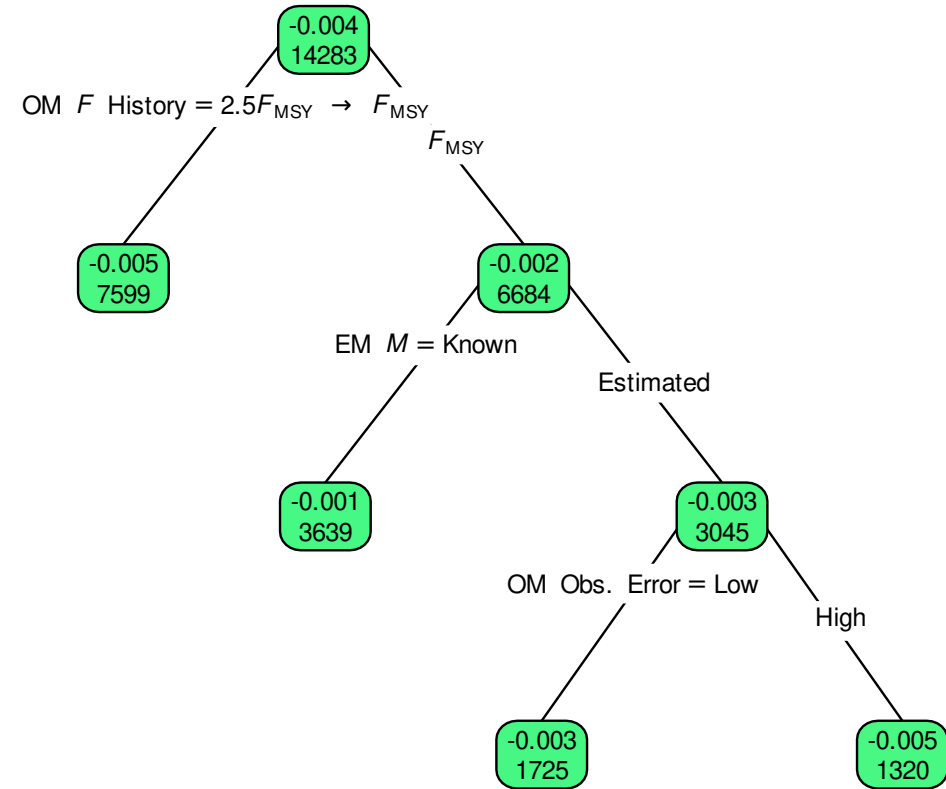 -0.004
14283
OM F History = 2.5F_MSY → F_MSY
F_MSY
-0.005
7599
-0.002
6684
EM M = Known
Estimated
-0.001
3639
-0.003
3045
OM Obs. Error = Low
High
-0.003
1725
-0.005
1320